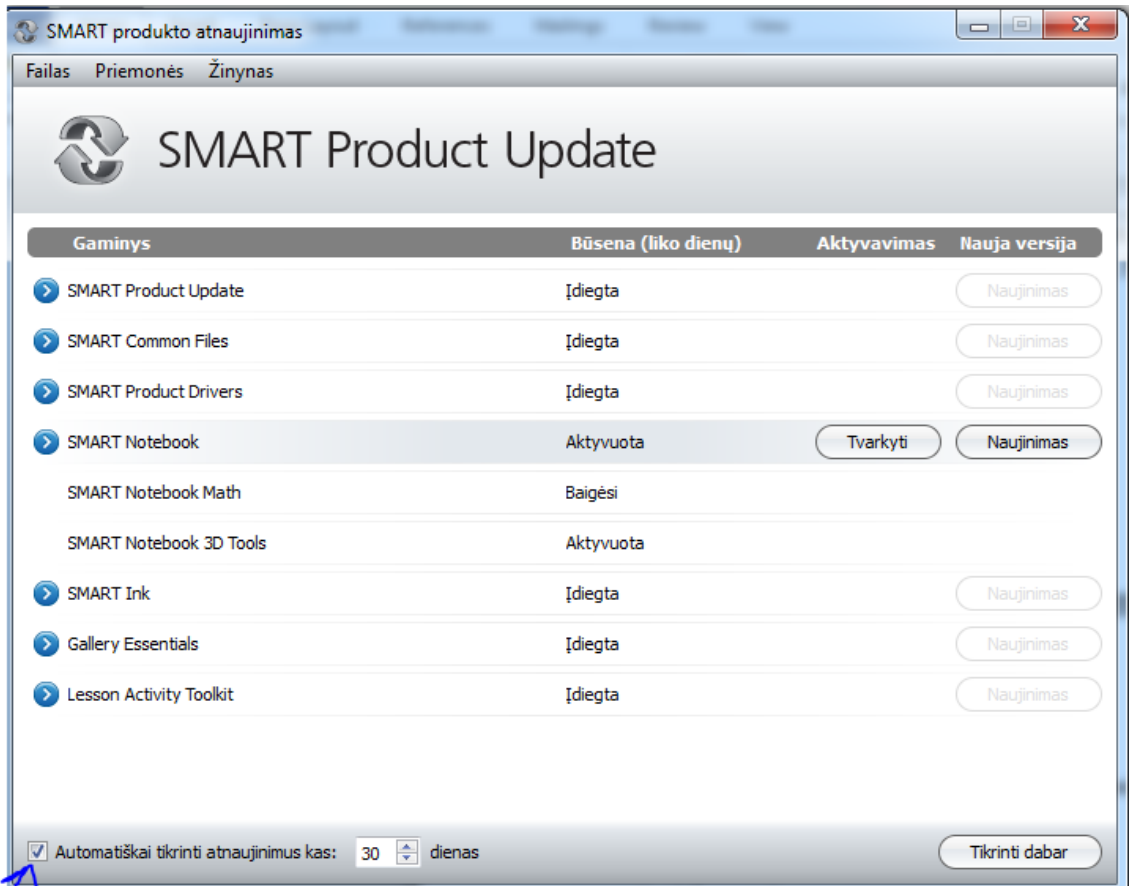 SMART produkto atnaujinimas
Failas Priemonės Žinynas
SMART Product Update
Gaminys Būsena (liko dienų) Aktyvavimas Nauja versija
SMART Product Update Įdiegta Naujinimas
SMART Common Files Įdiegta Naujinimas
SMART Product Drivers Įdiegta Naujinimas
SMART Notebook Aktyvuota Tvarkyti Naujinimas
SMART Notebook Math Baigėsi
SMART Notebook 3D Tools Aktyvuota
SMART Ink Įdiegta Naujinimas
Gallery Essentials Įdiegta Naujinimas
Lesson Activity Toolkit Įdiegta Naujinimas
Automatiškai tikrinti atnaujinimus kas: 30 dienas Tikrinti dabar